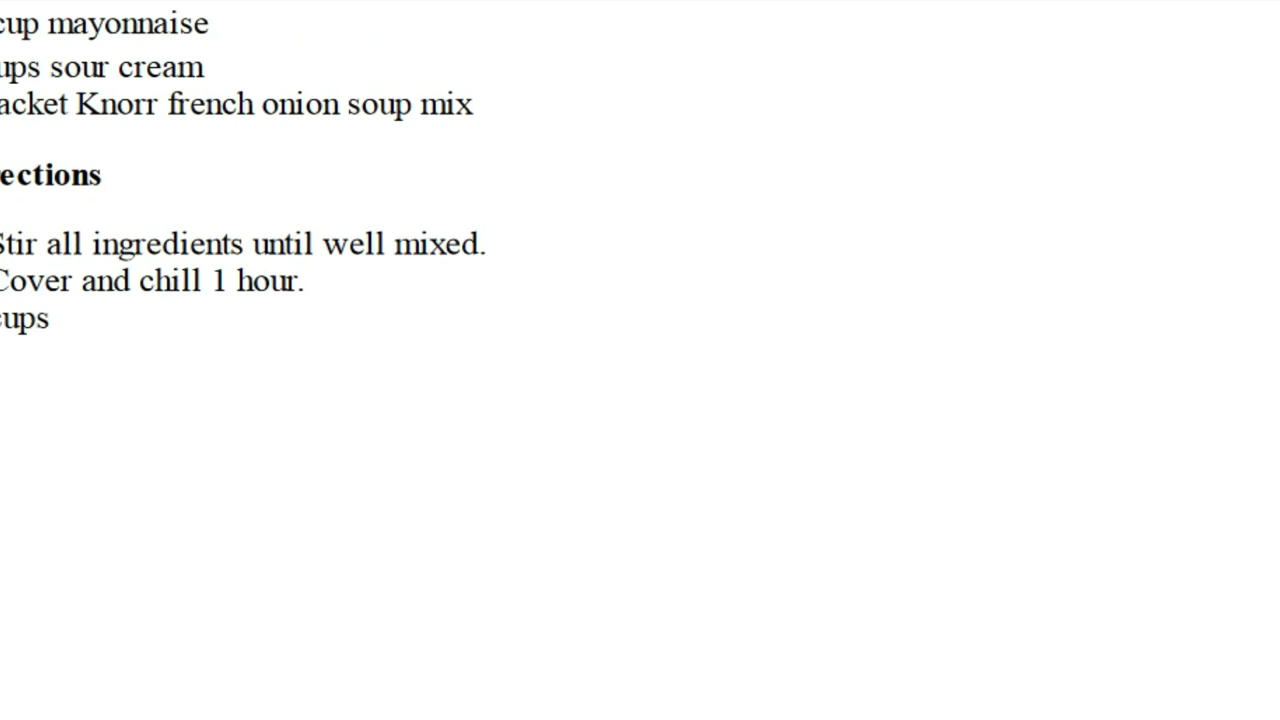 cup mayonnaise
ups sour cream
acket Knorr french onion soup mix
ections
Stir all ingredients until well mixed.
Cover and chill 1 hour.
cups